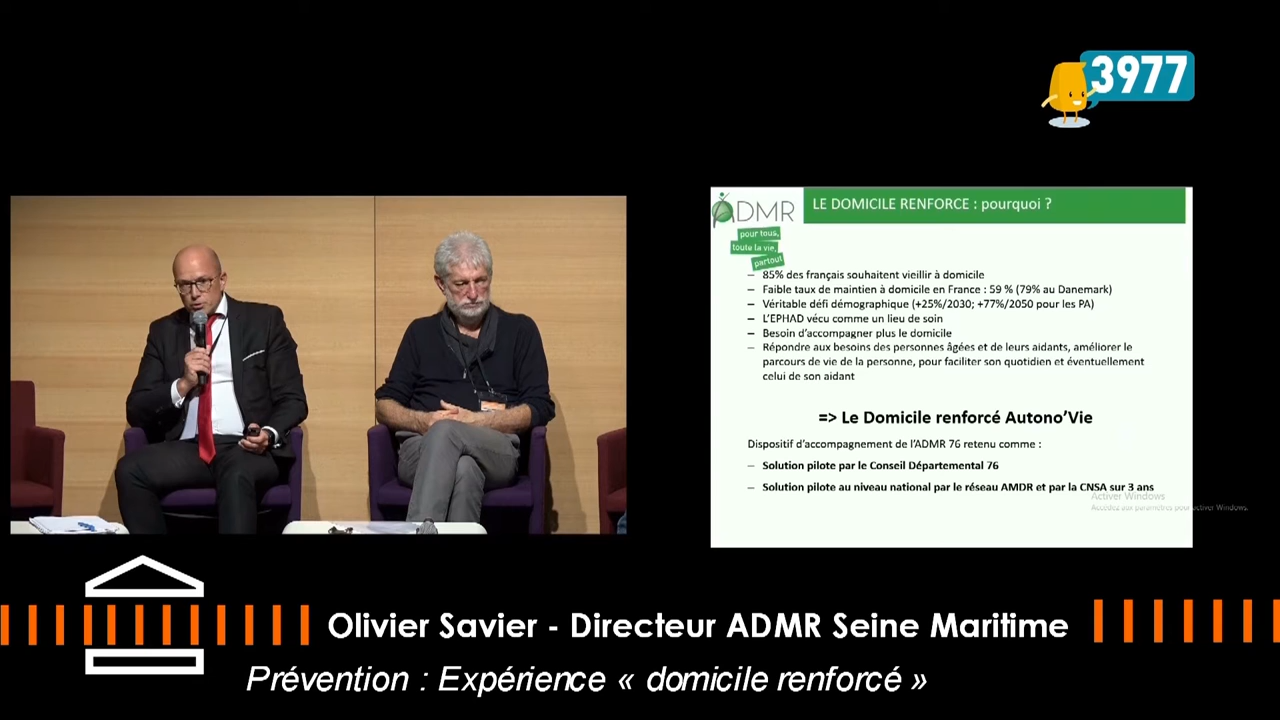 3977
ADMR
pour tous,
toute la vie,
partout
LE DOMICILE RENFORCE : pourquoi ?
– 85% des français souhaitent vieillir à domicile
– Faible taux de maintien à domicile en France : 59 % (79% au Danemark)
– Véritable défi démographique (+25%/2030; +77%/2050 pour les PA)
– L'EPHAD vécu comme un lieu de soin
– Besoin d'accompagner plus le domicile
– Répondre aux besoins des personnes âgées et de leurs aidants, améliorer le
parcours de vie de la personne, pour faciliter son quotidien et éventuellement
celui de son aidant
=> Le Domicile renforcé Autono'Vie
Dispositif d'accompagnement de l'ADMR 76 retenu comme :
– Solution pilote par le Conseil Départemental 76
– Solution pilote au niveau national par le réseau AMDR et par la CNSA sur 3 ans
Activer Windows
Accédez aux paramètres pour activer Windows.
Olivier Savier - Directeur ADMR Seine Maritime
Prévention : Expérience « domicile renforcé »